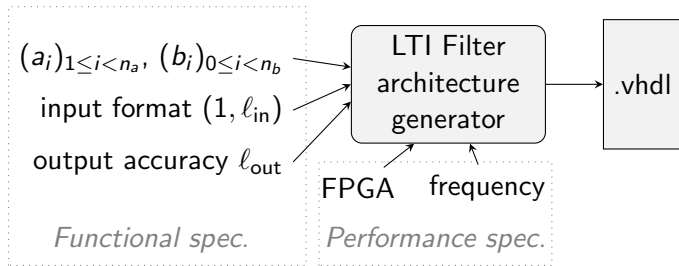 (a_i)_{1≤i<n_a}, (b_i)_{0≤i<n_b}
input format (1, ℓ_in)
output accuracy ℓ_out
Functional spec.
LTI Filter
architecture
generator
FPGA
frequency
Performance spec.
.vhdl